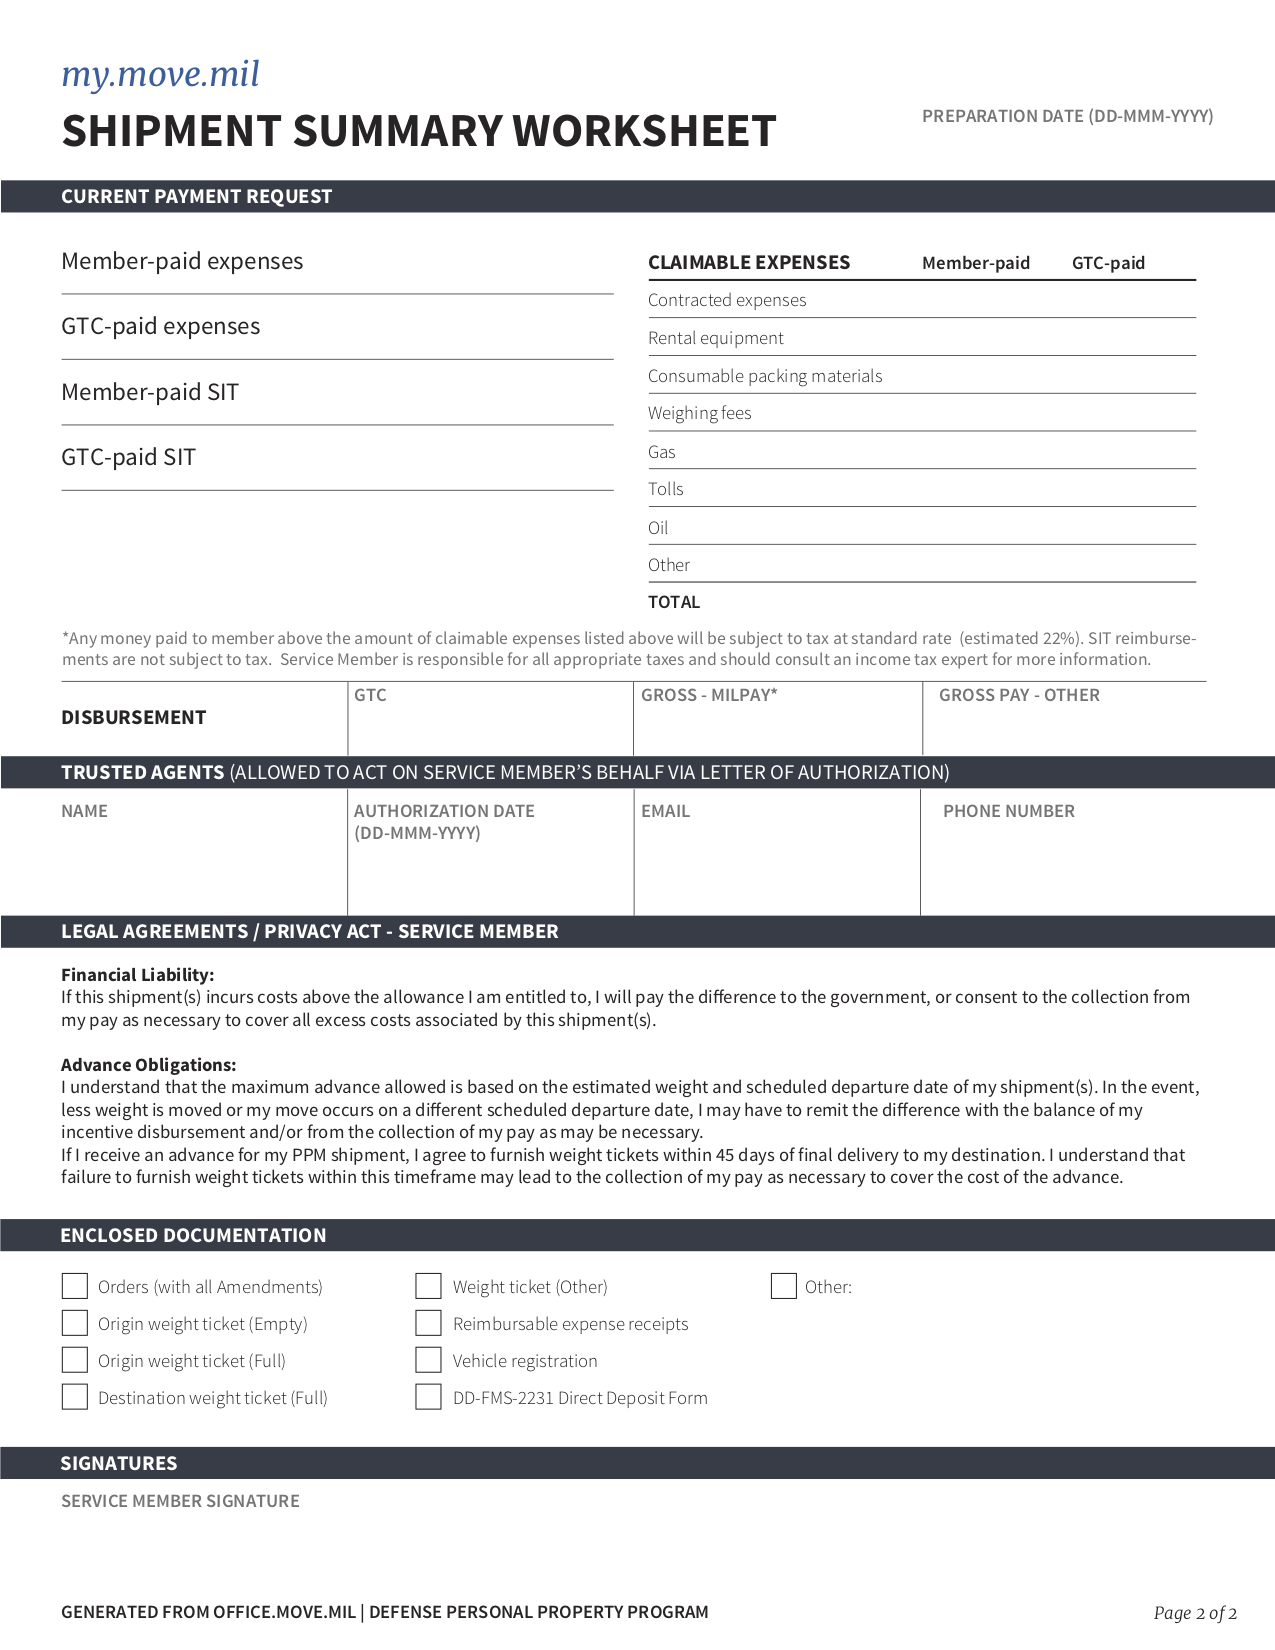 my.move.mil
SHIPMENT SUMMARY WORKSHEET
PREPARATION DATE (DD-MMM-YYYY)
CURRENT PAYMENT REQUEST
Member-paid expenses
GTC-paid expenses
Member-paid SIT
GTC-paid SIT
CLAIMABLE EXPENSES Member-paid GTC-paid
Contracted expenses
Rental equipment
Consumable packing materials
Weighing fees
Gas
Tolls
Oil
Other
TOTAL
*Any money paid to member above the amount of claimable expenses listed above will be subject to tax at standard rate (estimated 22%). SIT reimburse-
ments are not subject to tax. Service Member is responsible for all appropriate taxes and should consult an income tax expert for more information.
DISBURSEMENT
GTC
GROSS - MILPAY*
GROSS PAY - OTHER
TRUSTED AGENTS (ALLOWED TO ACT ON SERVICE MEMBER’S BEHALF VIA LETTER OF AUTHORIZATION)
NAME
AUTHORIZATION DATE
(DD-MMM-YYYY)
EMAIL
PHONE NUMBER
LEGAL AGREEMENTS / PRIVACY ACT - SERVICE MEMBER
Financial Liability:
If this shipment(s) incurs costs above the allowance I am entitled to, I will pay the difference to the government, or consent to the collection from
my pay as necessary to cover all excess costs associated by this shipment(s).
Advance Obligations:
I understand that the maximum advance allowed is based on the estimated weight and scheduled departure date of my shipment(s). In the event,
less weight is moved or my move occurs on a different scheduled departure date, I may have to remit the difference with the balance of my
incentive disbursement and/or from the collection of my pay as may be necessary.
If I receive an advance for my PPM shipment, I agree to furnish weight tickets within 45 days of final delivery to my destination. I understand that
failure to furnish weight tickets within this timeframe may lead to the collection of my pay as necessary to cover the cost of the advance.
ENCLOSED DOCUMENTATION
Orders (with all Amendments)
Origin weight ticket (Empty)
Origin weight ticket (Full)
Destination weight ticket (Full)
Weight ticket (Other)
Reimbursable expense receipts
Vehicle registration
DD-FMS-2231 Direct Deposit Form
Other:
SIGNATURES
SERVICE MEMBER SIGNATURE
GENERATED FROM OFFICE.MOVE.MIL | DEFENSE PERSONAL PROPERTY PROGRAM
Page 2 of 2